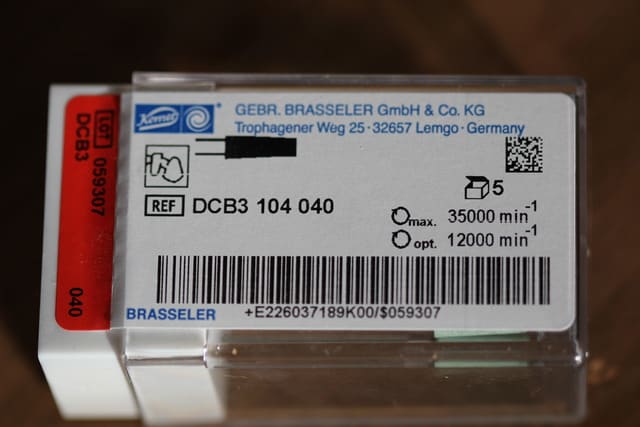 Komet
GEBR. BRASSELER GmbH & Co. KG
Trophagener Weg 25 · 32657 Lemgo · Germany
5
REF DCB3 104 040
max. 35000 min-1
opt. 12000 min-1
BRASSELER +E226037189K00/$059307
LOT 059307
DCB3
040